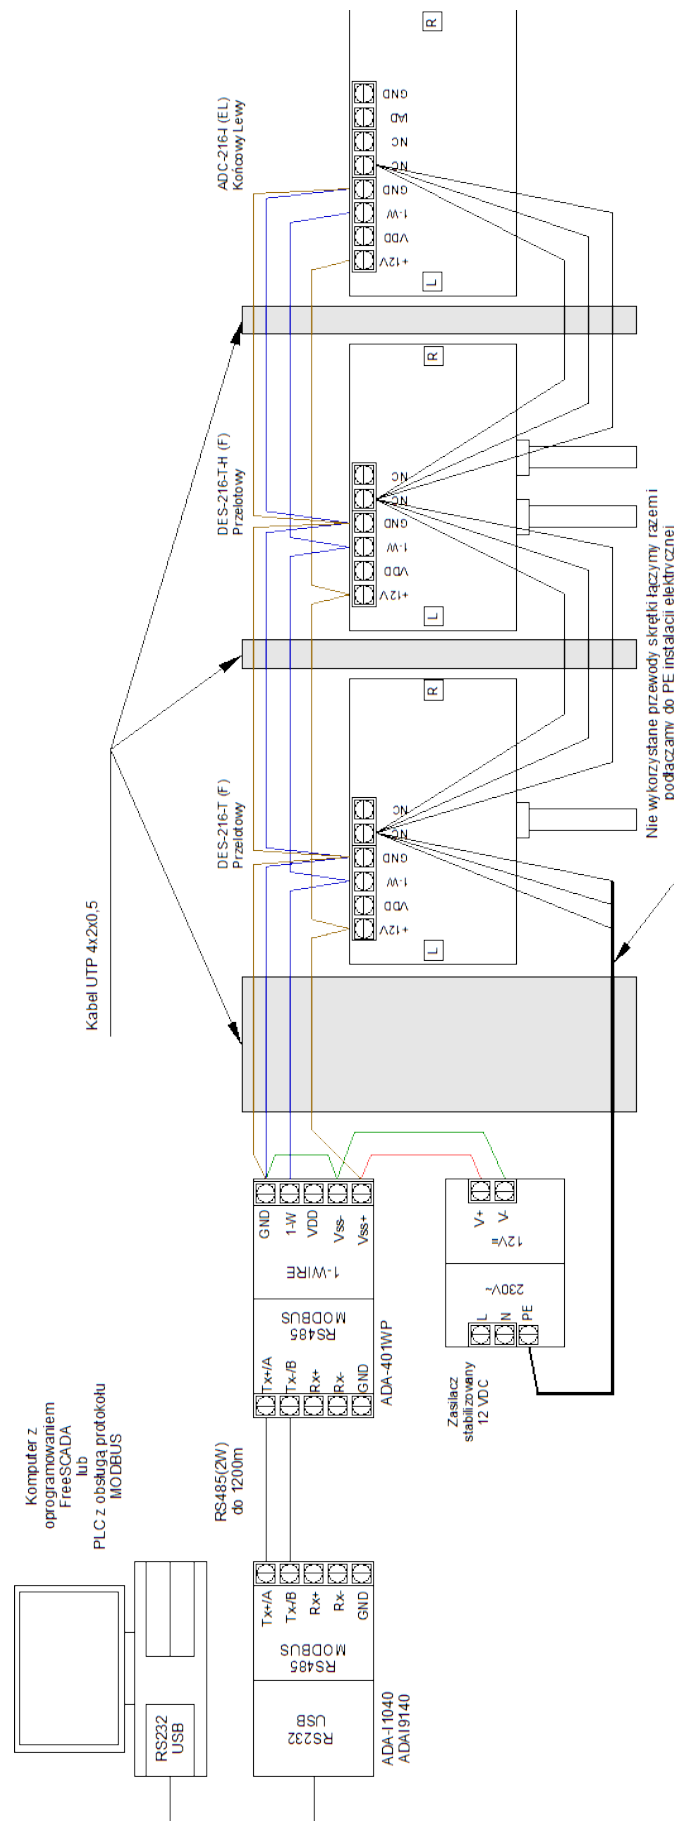 Komputer z
oprogramowaniem
FreeSCADA
lub
PLC z obsługą protokołu
MODBUS
RS232
USB
RS232
USB
RS485
MODBUS
Tx+/A
Tx-/B
Rx+
Rx-
GND
ADA-I1040
ADAI9140
RS485(2W)
do 1200m
Tx+/A
Tx-/B
Rx+
Rx-
GND
RS485
MODBUS
1-WIRE
GND
1-W
VDD
Vss-
Vss+
ADA-401WP
Zasilacz
stabilizowany
12 VDC
L
N
PE
230V~
12V=
V+
V-
Kabel UTP 4x2x0,5
DES-216-T (F)
Przelotowy
L
+12V
VDD
1-W
GND
NC
NC
R
DES-216-T-H (F)
Przelotowy
L
+12V
VDD
1-W
GND
NC
NC
R
ADC-216-I (EL)
Końcowy Lewy
L
+12V
VDD
1-W
GND
NC
NC
AD
GND
R
Nie wykorzystane przewody skrętki łączymy razem i
podłączamy do PE instalacji elektrycznej